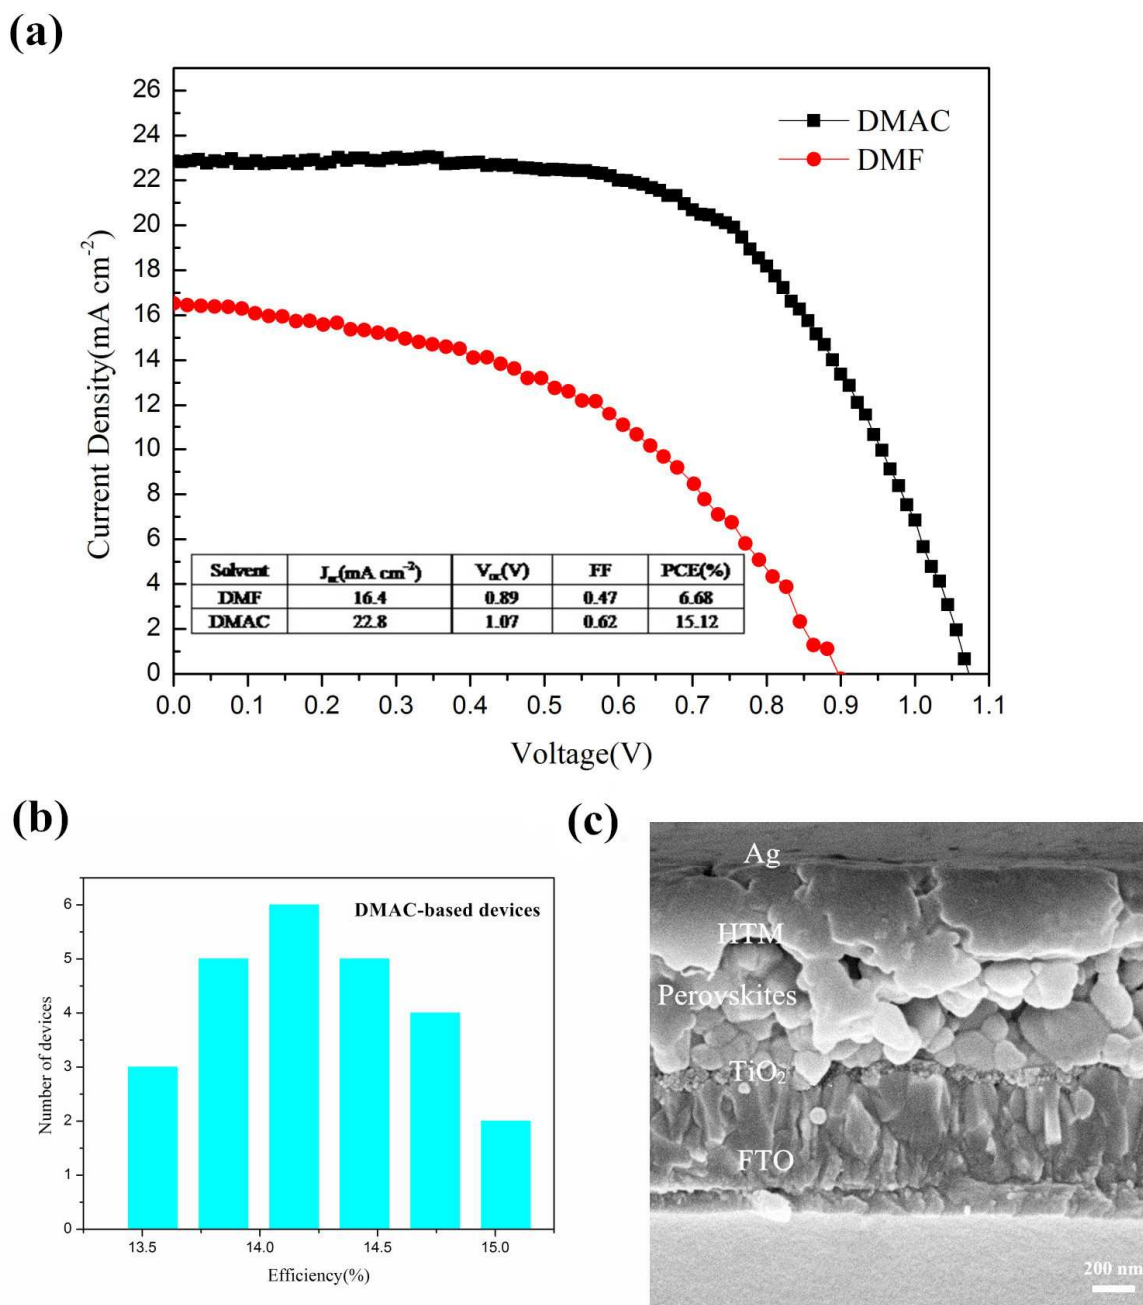 (a)
26
24
22
20
18
16
14
12
10
8
6
4
2
0
Current Density(mA cm⁻²)
DMAC
DMF
Solvent J_sc(mA cm⁻²) V_oc(V) FF PCE(%)
DMF 16.4 0.89 0.47 6.68
DMAC 22.8 1.07 0.62 15.12
0.0 0.1 0.2 0.3 0.4 0.5 0.6 0.7 0.8 0.9 1.0 1.1
Voltage(V)
(b)
DMAC-based devices
6
5
4
3
2
1
0
Number of devices
13.5 14.0 14.5 15.0
Efficiency(%)
(c)
Ag
HTM
Perovskites
TiO₂
FTO
200 nm